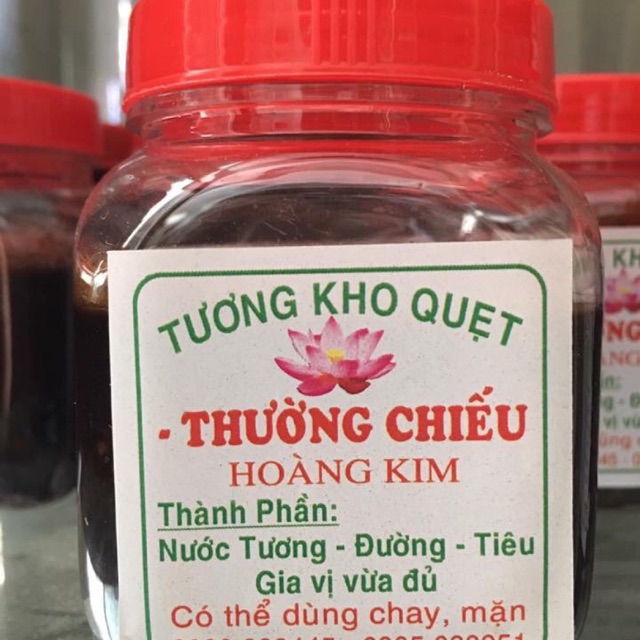 TƯƠNG KHO QUẸT
- THƯỜNG CHIẾU
HOÀNG KIM
Thành Phần:
Nước Tương - Đường - Tiêu
Gia vị vừa đủ
Có thể dùng chay, mặn